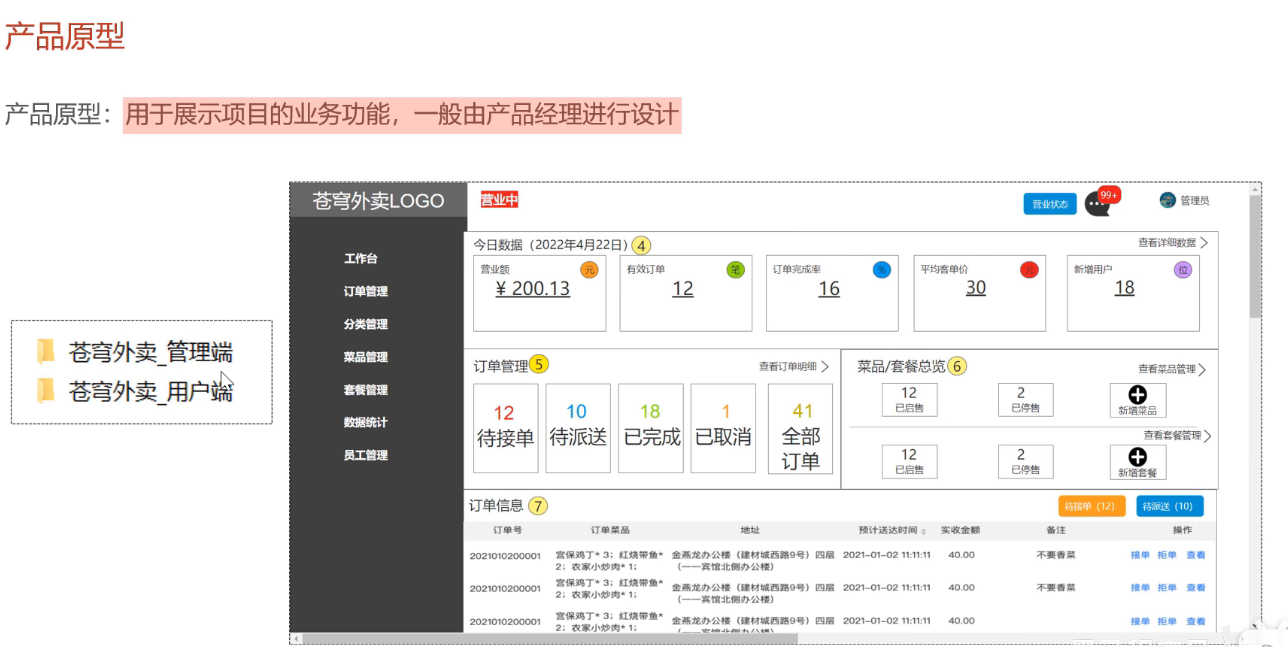 产品原型
产品原型：用于展示项目的业务功能，一般由产品经理进行设计
苍穹外卖_管理端
苍穹外卖_用户端
苍穹外卖LOGO
营业中
营业状态
99+
管理员
工作台
订单管理
分类管理
菜品管理
套餐管理
数据统计
员工管理
今日数据（2022年4月22日） 4
查看详细数据
营业额 元
¥ 200.13
有效订单 笔
12
订单完成率 %
16
平均客单价 元
30
新增用户 位
18
订单管理 5
查看订单明细
12
待接单
10
待派送
18
已完成
1
已取消
41
全部
订单
菜品/套餐总览 6
查看菜品管理
12
已启售
2
已停售
新增菜品
查看套餐管理
12
已启售
2
已停售
新增套餐
订单信息 7
待接单（12） 待派送（10）
订单号 订单菜品 地址 预计送达时间 实收金额 备注 操作
2021010200001 宫保鸡丁* 3；红烧带鱼* 2；农家小炒肉* 1； 金燕龙办公楼（建材城西路9号）四层（——宾馆北侧办公楼） 2021-01-02 11:11:11 40.00 不要香菜 接单 拒单 查看
2021010200001 宫保鸡丁* 3；红烧带鱼* 2；农家小炒肉* 1； 金燕龙办公楼（建材城西路9号）四层（——宾馆北侧办公楼） 2021-01-02 11:11:11 40.00 不要香菜 接单 拒单 查看
2021010200001 宫保鸡丁* 3；红烧带鱼* 2；农家小炒肉* 1； 金燕龙办公楼（建材城西路9号）四层（——宾馆北侧办公楼） 2021-01-02 11:11:11 40.00 接单 拒单 查看